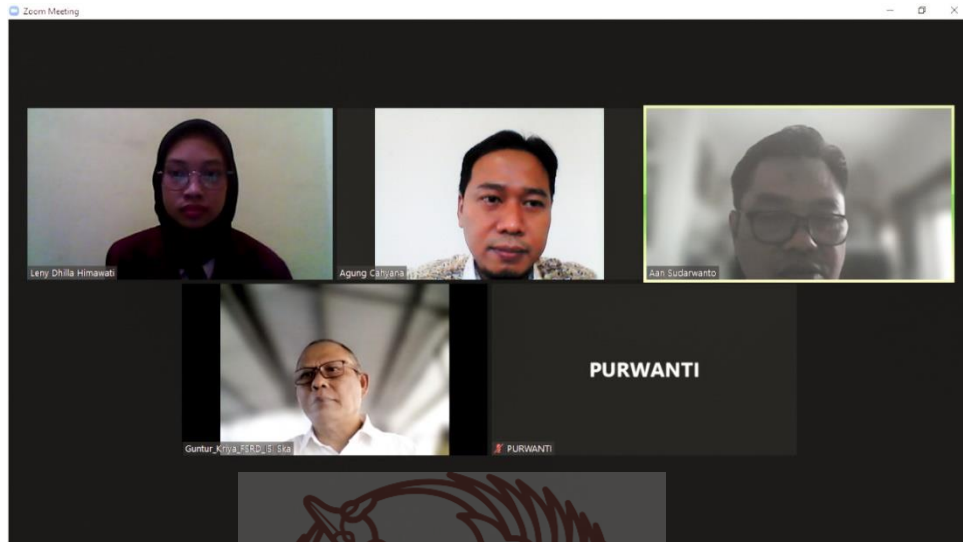 Zoom Meeting
Leny Dhilla Himawati
Agung Cahyana
Aan Sudarwanto
Guntur_Kriya_FSRD_ISI Ska
PURWANTI
PURWANTI